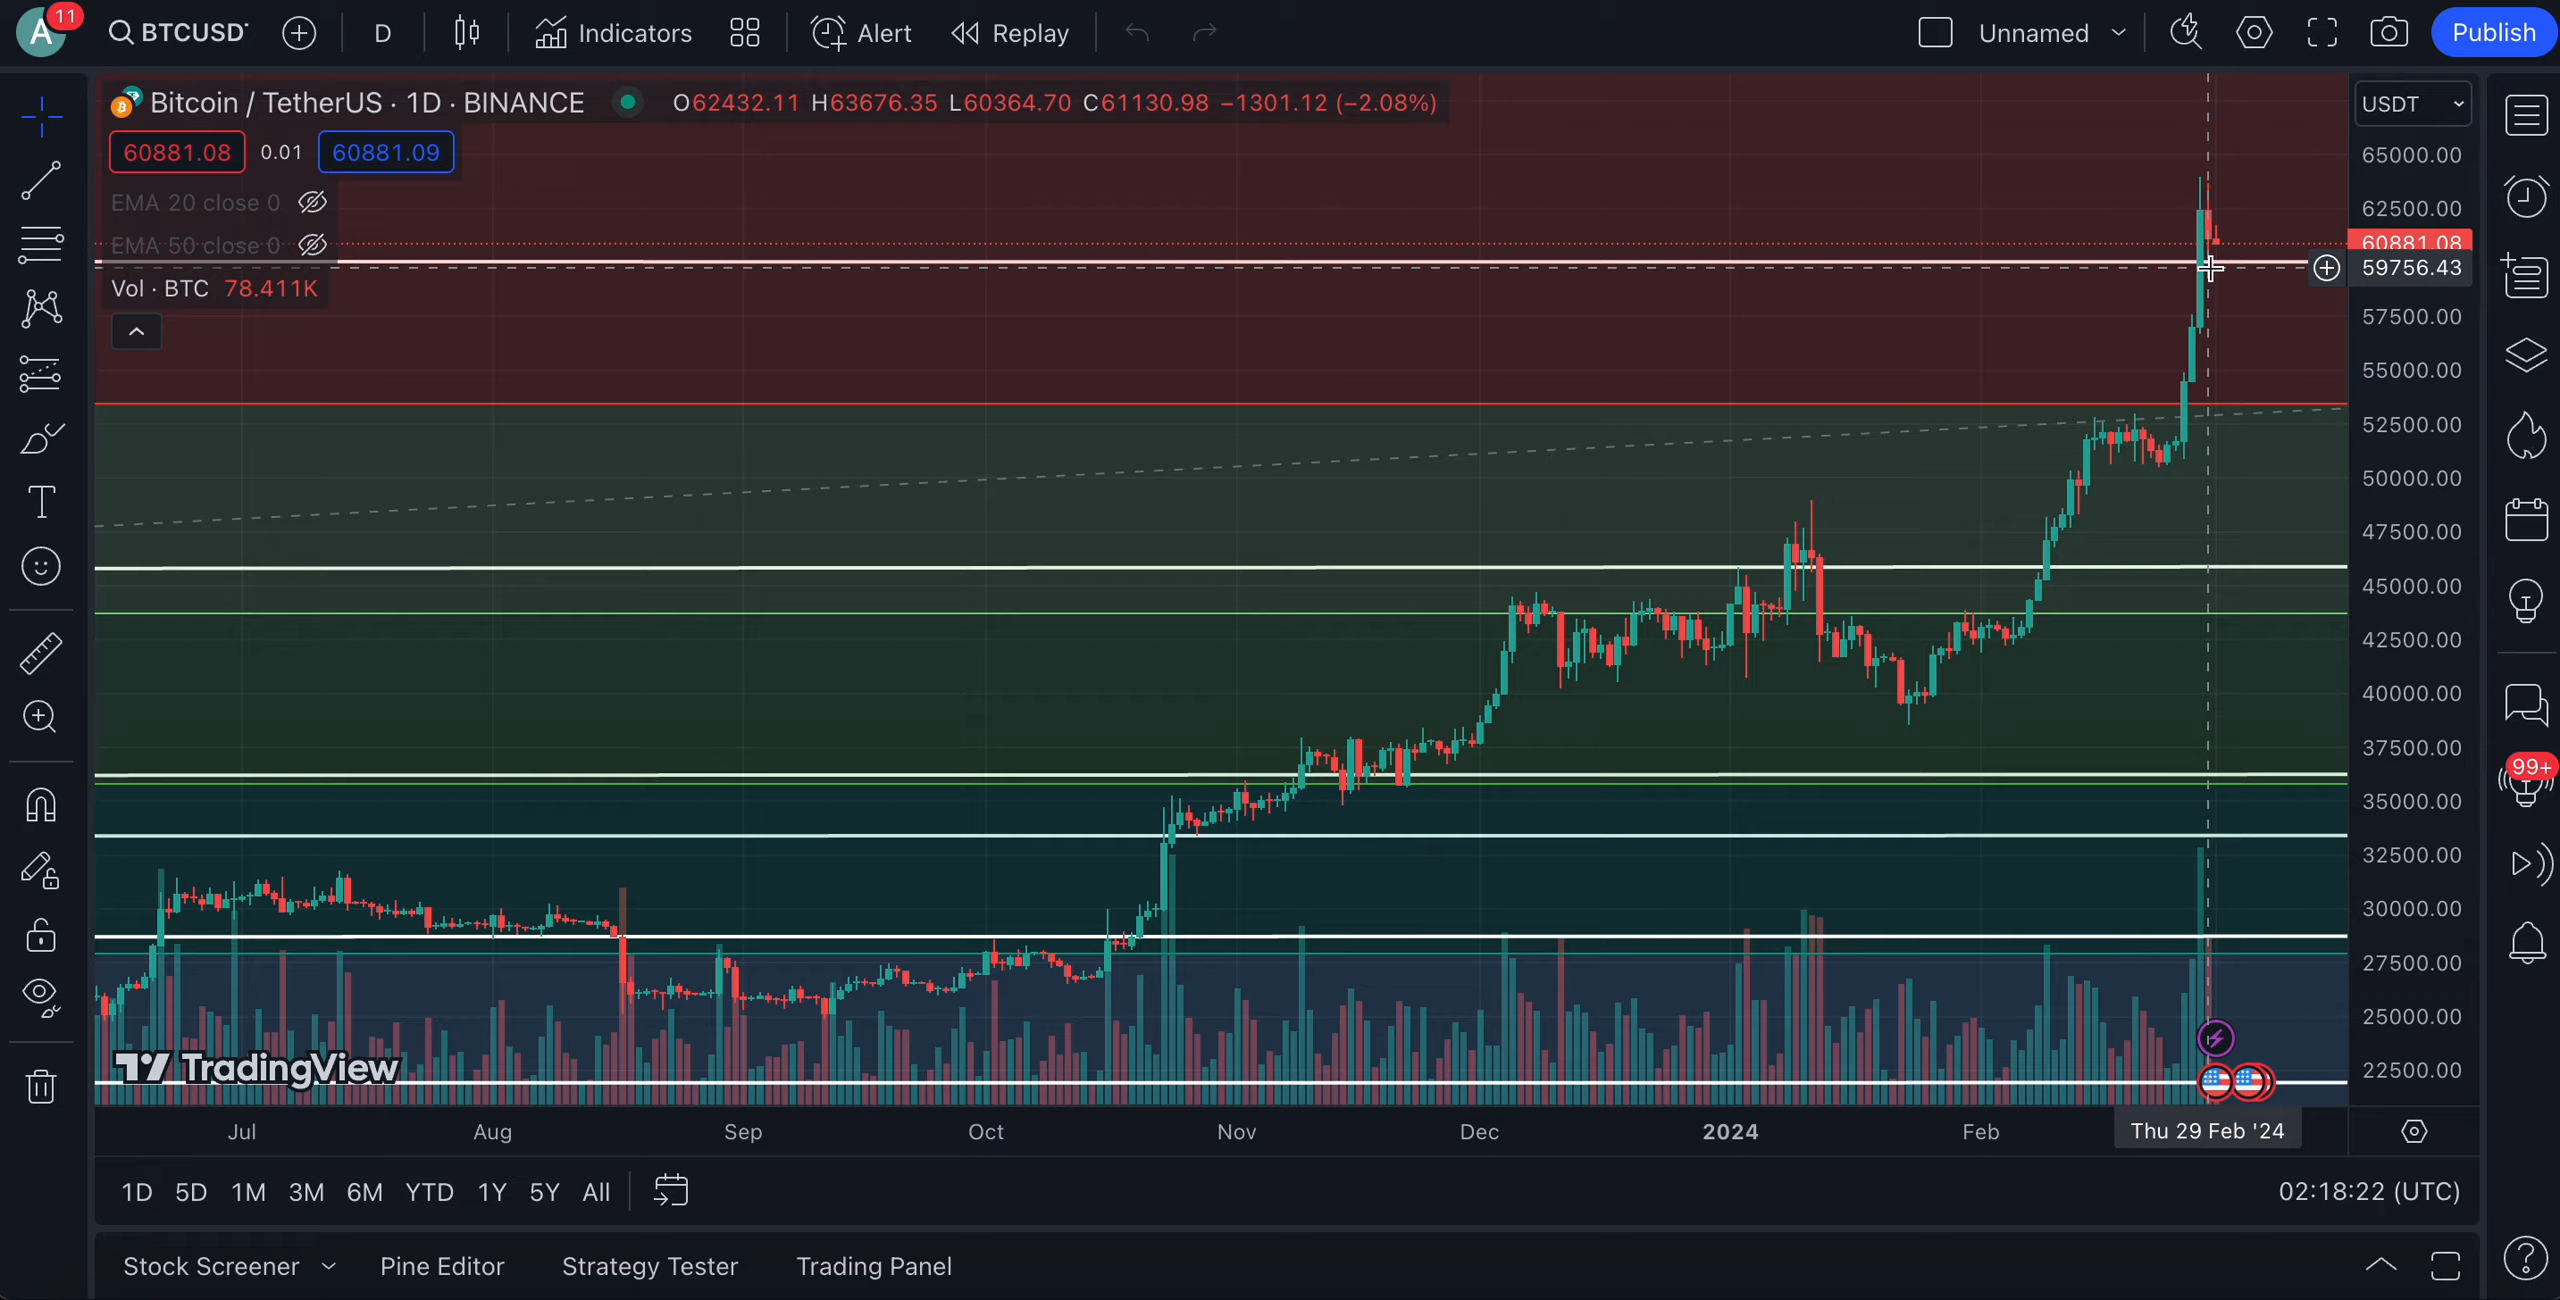 A 11 BTCUSDT D Indicators Alert Replay Unnamed Publish
Bitcoin / TetherUS · 1D · BINANCE O62432.11 H63676.35 L60364.70 C61130.98 −1301.12 (−2.08%)
USDT
60881.08 0.01 60881.09
EMA 20 close 0
EMA 50 close 0
Vol · BTC 78.411K
65000.00
62500.00
60881.08
59756.43
57500.00
55000.00
52500.00
50000.00
47500.00
45000.00
42500.00
40000.00
37500.00
35000.00
32500.00
30000.00
27500.00
25000.00
22500.00
99+
TradingView
Jul Aug Sep Oct Nov Dec 2024 Feb Thu 29 Feb '24
1D 5D 1M 3M 6M YTD 1Y 5Y All 02:18:22 (UTC)
Stock Screener Pine Editor Strategy Tester Trading Panel